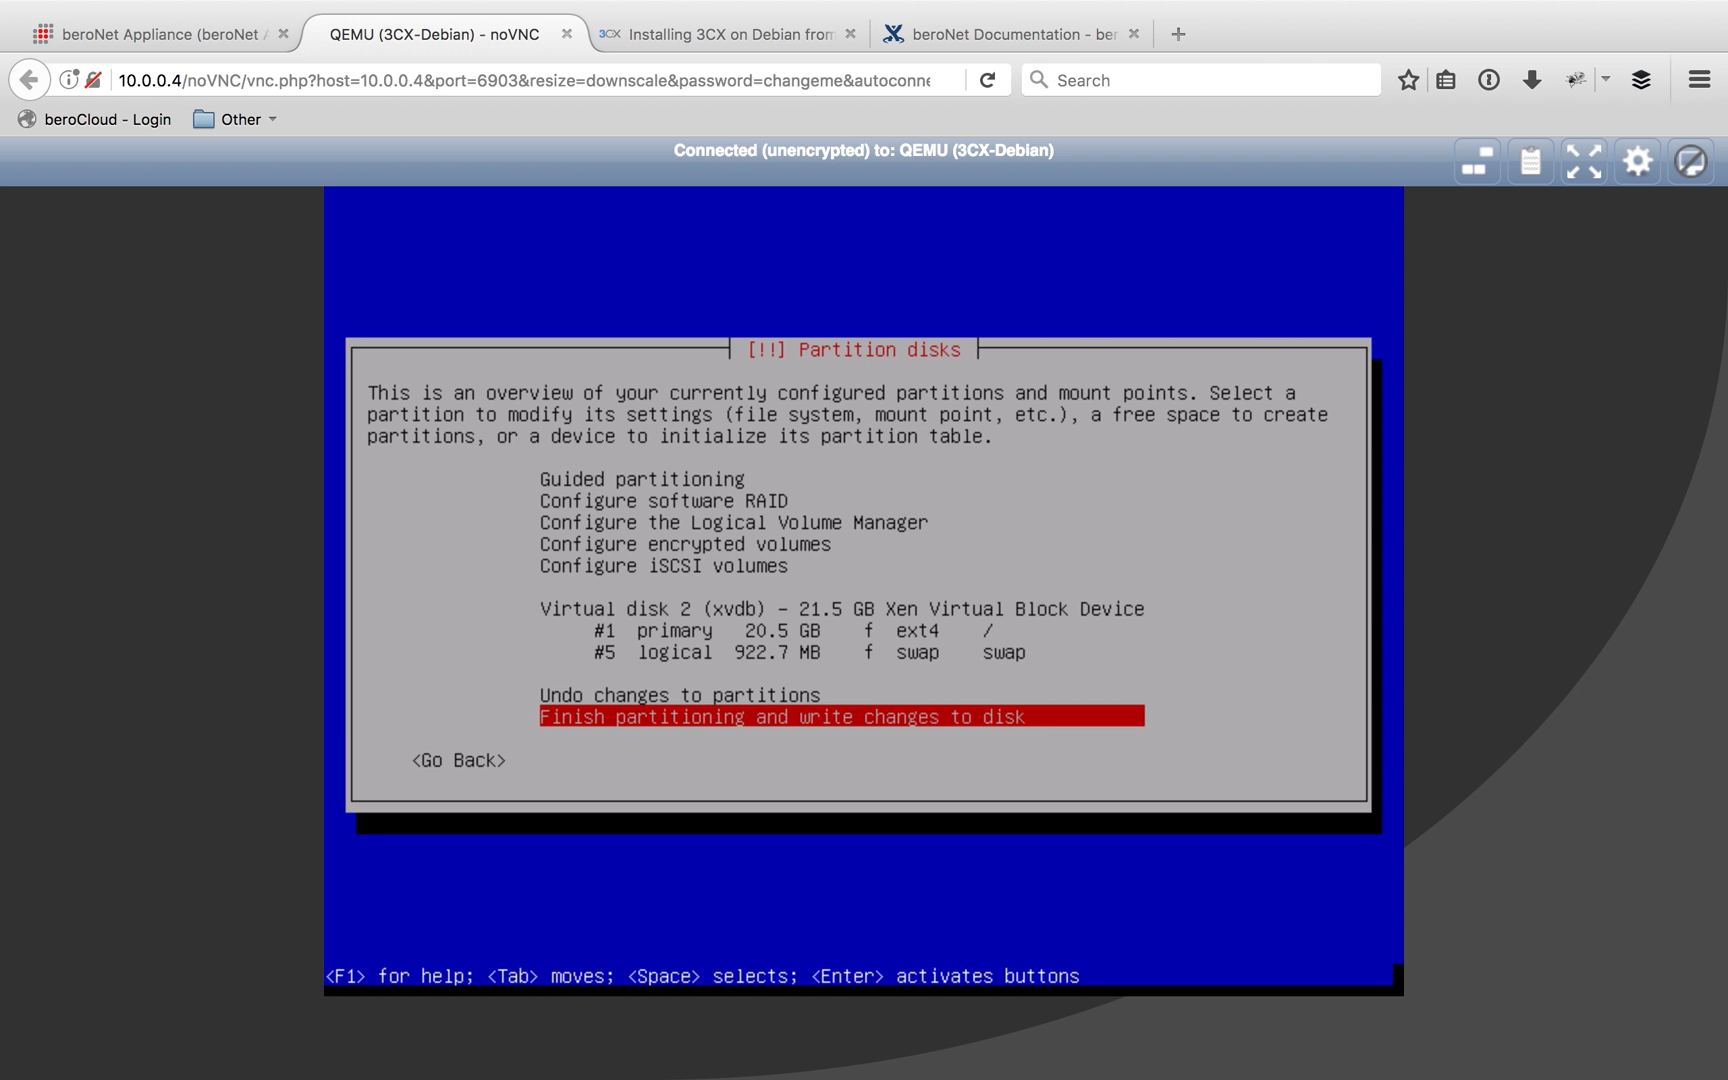 beroNet Appliance (beroNet A
QEMU (3CX-Debian) - noVNC
3CX Installing 3CX on Debian from
beroNet Documentation - ber
10.0.0.4/noVNC/vnc.php?host=10.0.0.4&port=6903&resize=downscale&password=changeme&autoconne
Search
beroCloud - Login
Other
Connected (unencrypted) to: QEMU (3CX-Debian)
[!!] Partition disks
This is an overview of your currently configured partitions and mount points. Select a
partition to modify its settings (file system, mount point, etc.), a free space to create
partitions, or a device to initialize its partition table.
Guided partitioning
Configure software RAID
Configure the Logical Volume Manager
Configure encrypted volumes
Configure iSCSI volumes
Virtual disk 2 (xvdb) - 21.5 GB Xen Virtual Block Device
#1 primary 20.5 GB f ext4 /
#5 logical 922.7 MB f swap swap
Undo changes to partitions
Finish partitioning and write changes to disk
<Go Back>
<F1> for help; <Tab> moves; <Space> selects; <Enter> activates buttons